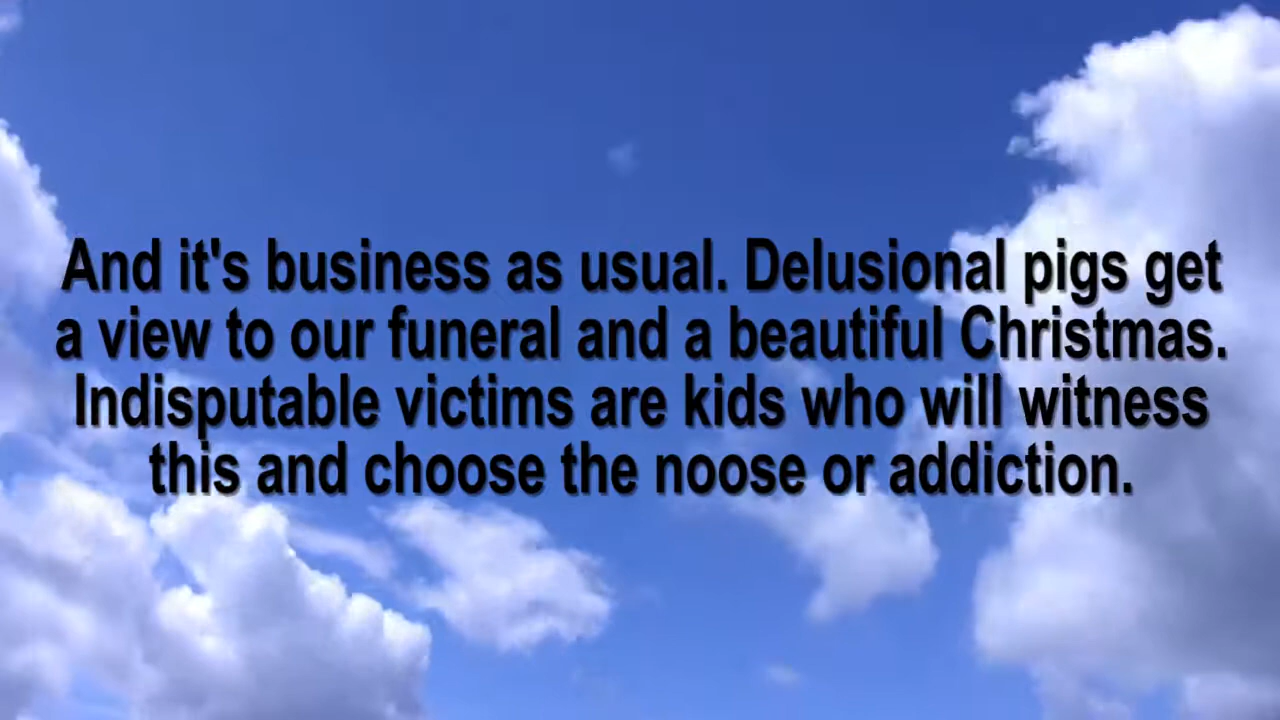 And it's business as usual. Delusional pigs get
a view to our funeral and a beautiful Christmas.
Indisputable victims are kids who will witness
this and choose the noose or addiction.